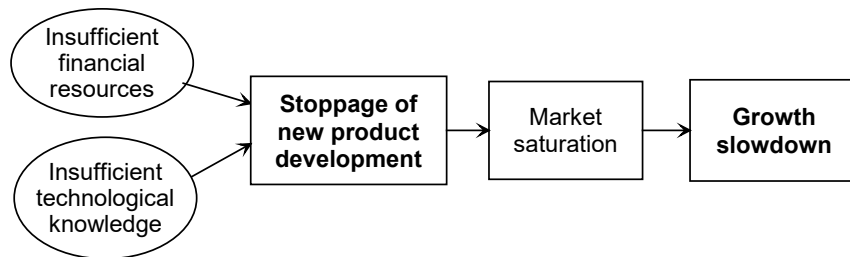 Insufficient
financial
resources
Insufficient
technological
knowledge
Stoppage of
new product
development
Market
saturation
Growth
slowdown